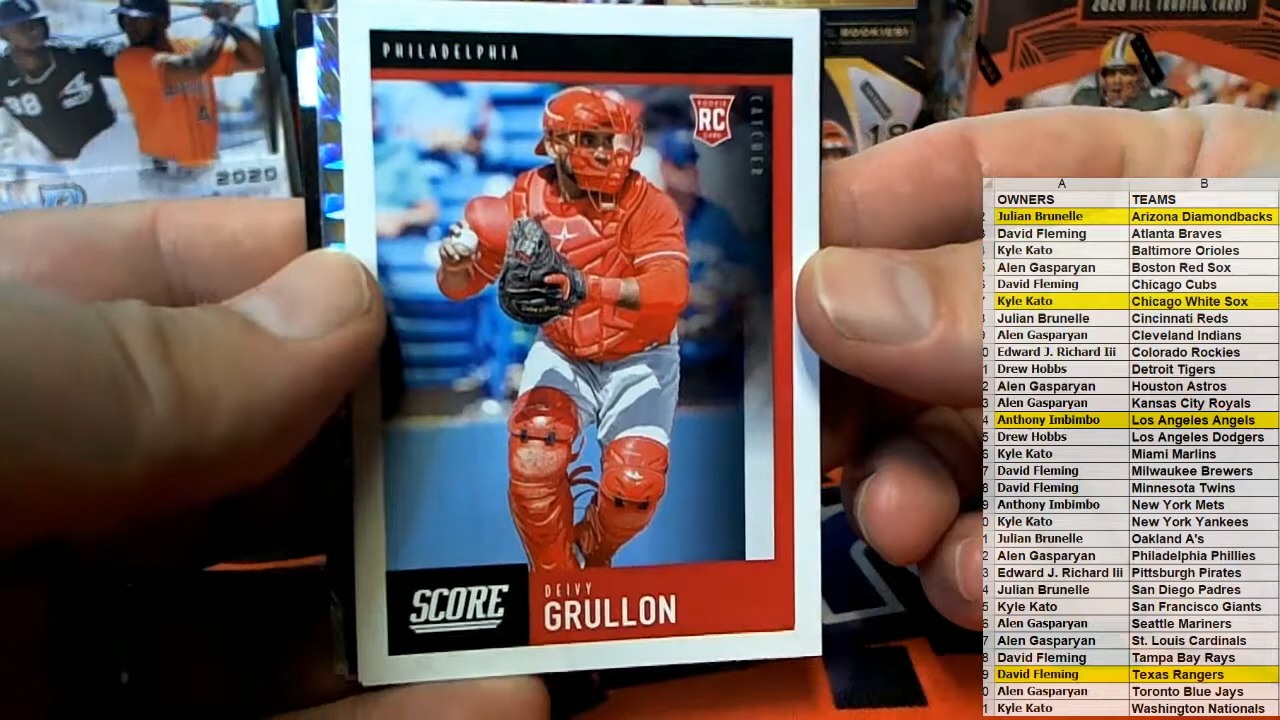 PHILADELPHIA
ROOKIE
RC
CARD
CATCHER
SCORE
DEIVY
GRULLON
2020
88
4
2020 NFL TRADING CARDS
A B
OWNERS TEAMS
Julian Brunelle Arizona Diamondbacks
David Fleming Atlanta Braves
Kyle Kato Baltimore Orioles
Alen Gasparyan Boston Red Sox
David Fleming Chicago Cubs
Kyle Kato Chicago White Sox
Julian Brunelle Cincinnati Reds
Alen Gasparyan Cleveland Indians
Edward J. Richard Iii Colorado Rockies
Drew Hobbs Detroit Tigers
Alen Gasparyan Houston Astros
Alen Gasparyan Kansas City Royals
Anthony Imbimbo Los Angeles Angels
Drew Hobbs Los Angeles Dodgers
Kyle Kato Miami Marlins
David Fleming Milwaukee Brewers
David Fleming Minnesota Twins
Anthony Imbimbo New York Mets
Kyle Kato New York Yankees
Julian Brunelle Oakland A's
Alen Gasparyan Philadelphia Phillies
Edward J. Richard Iii Pittsburgh Pirates
Julian Brunelle San Diego Padres
Kyle Kato San Francisco Giants
Alen Gasparyan Seattle Mariners
Alen Gasparyan St. Louis Cardinals
David Fleming Tampa Bay Rays
David Fleming Texas Rangers
Alen Gasparyan Toronto Blue Jays
Kyle Kato Washington Nationals